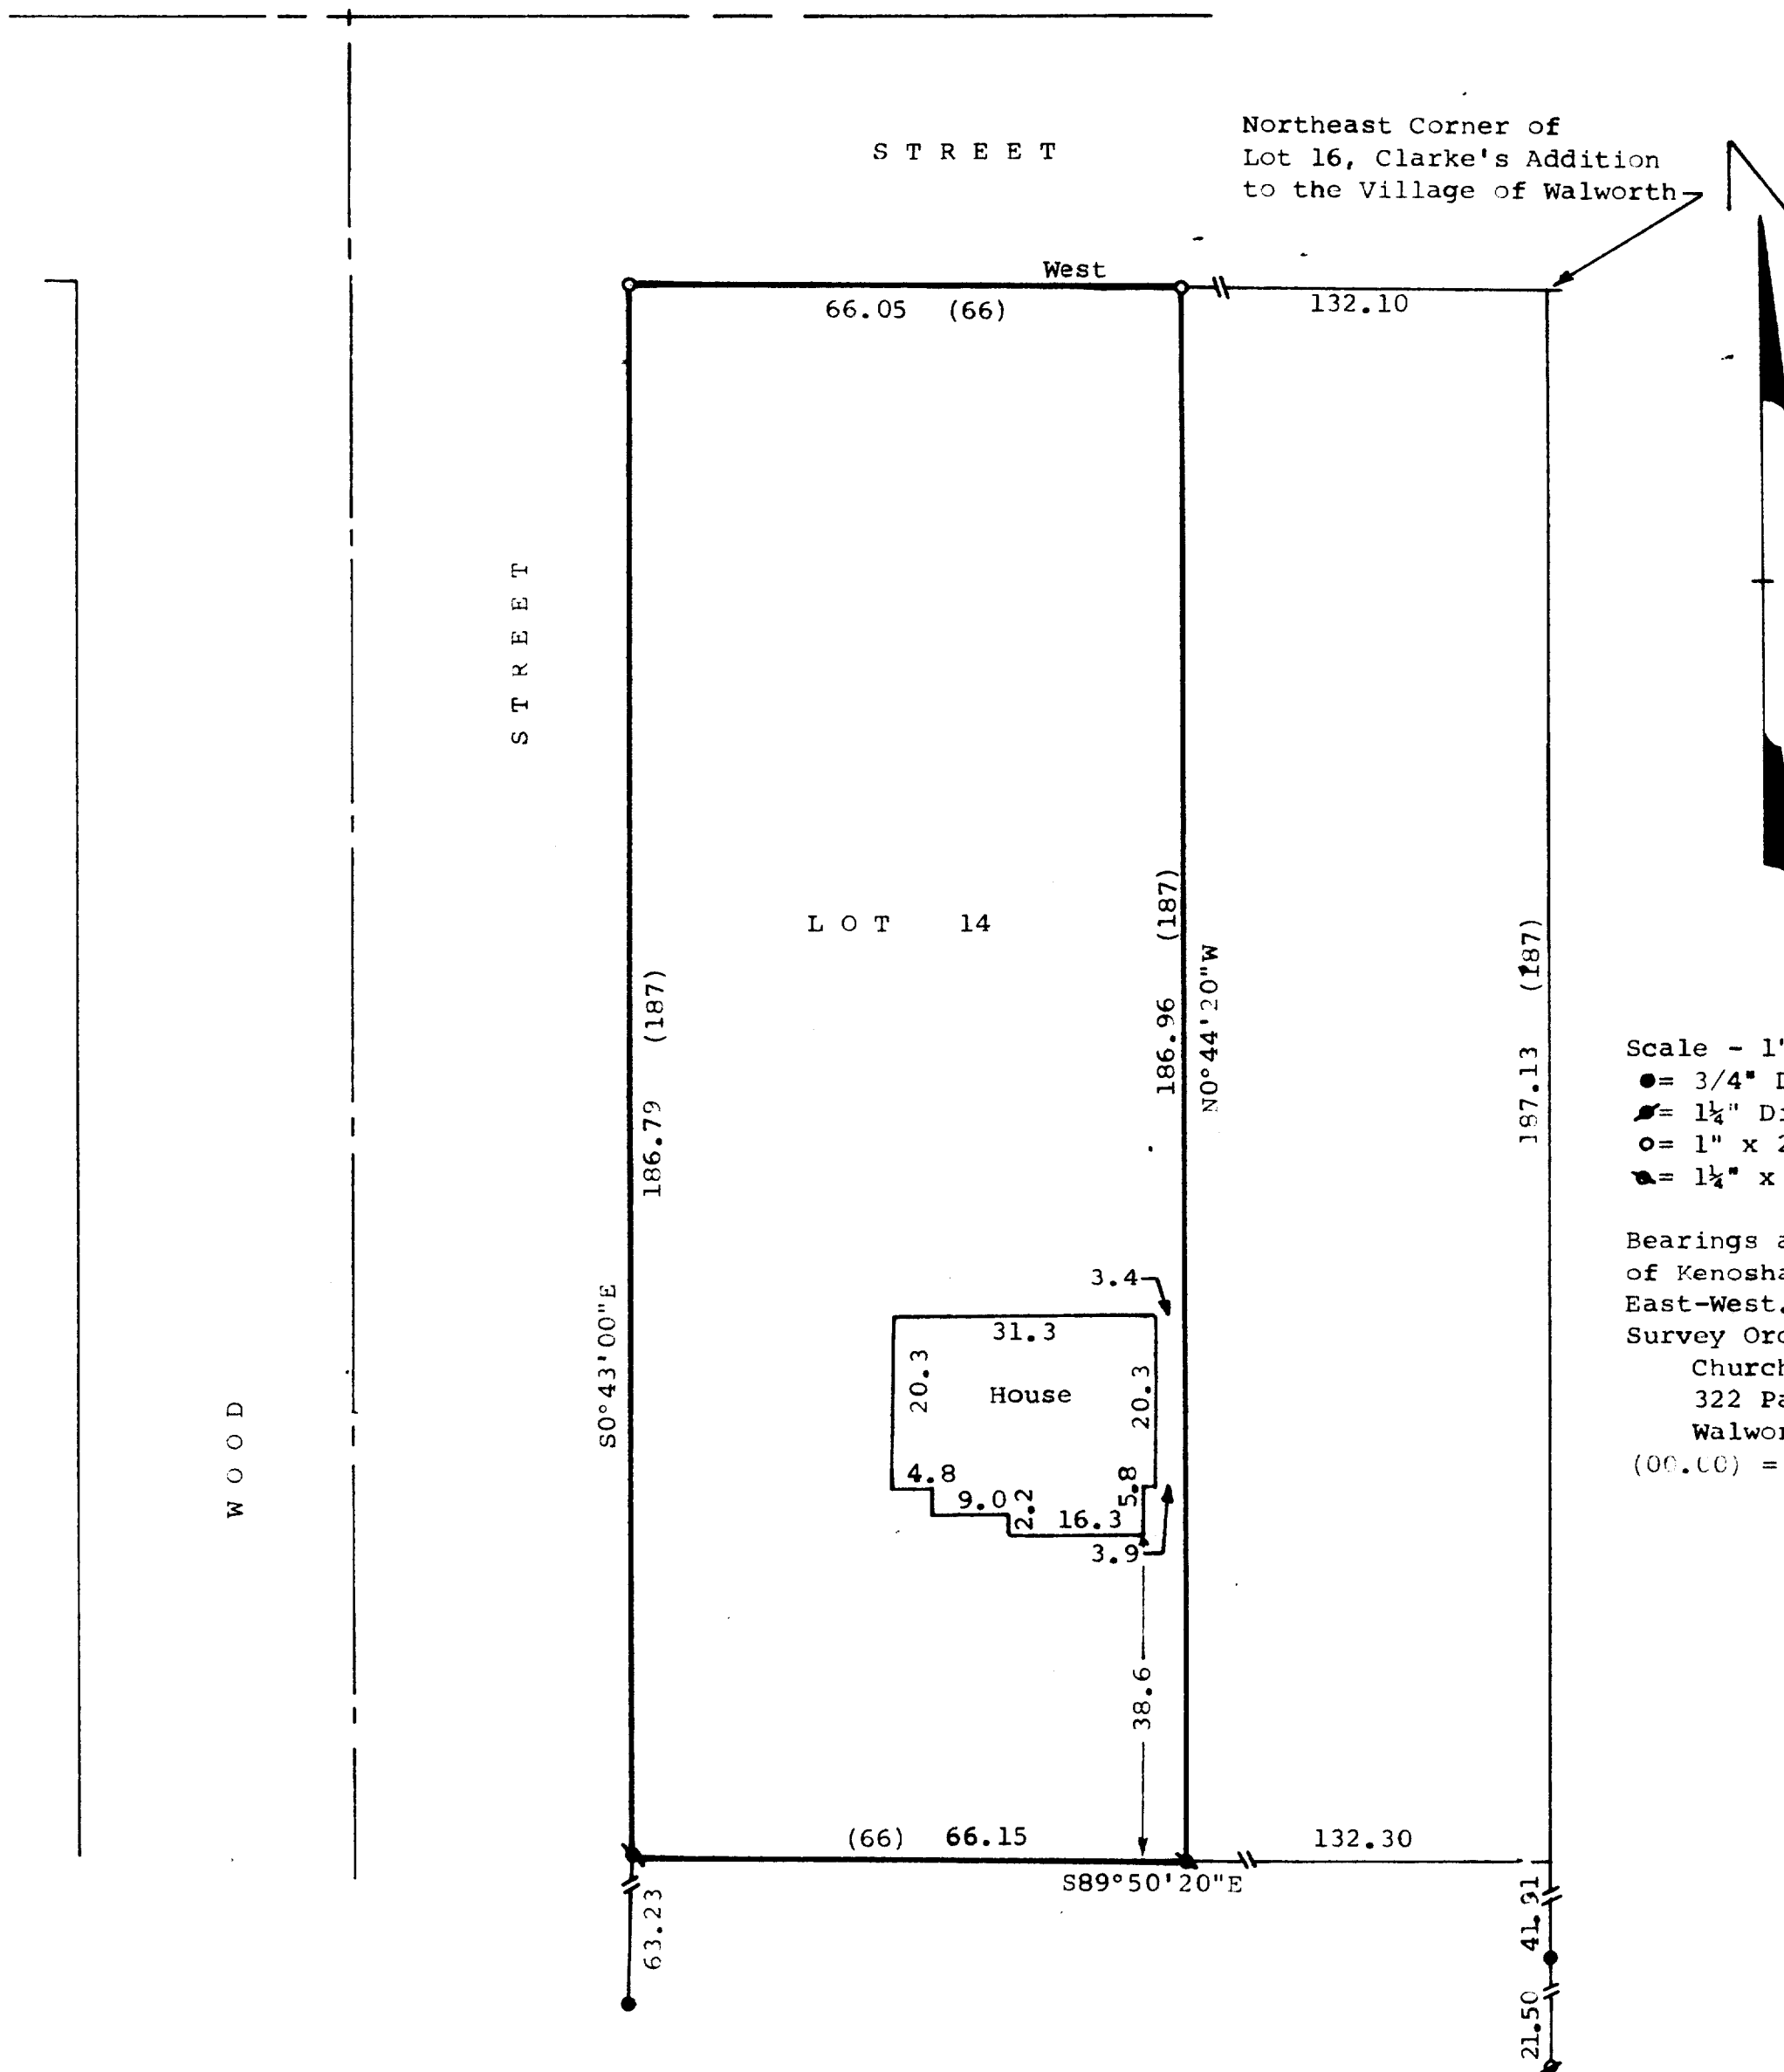 STREET
Northeast Corner of
Lot 16, Clarke's Addition
to the Village of Walworth
West
66.05 (66)
132.10
STREET
WOOD
LOT 14
186.79 (187)
S0°43'00"E
186.96 (187)
N0°44'20"W
187.13 (187)
Scale - 1"
= 3/4"
= 1¼"
= 1" x 2
= 1¼" x
Bearings
of Kenosha
East-West.
Survey
Church
322
(00.00) =
3.4
31.3
20.3
House
20.3
4.8
9.0
2.2
16.3
5.8
3.9
38.6
(66) 66.15
132.30
S89°50'20"E
63.23
41.91
21.50